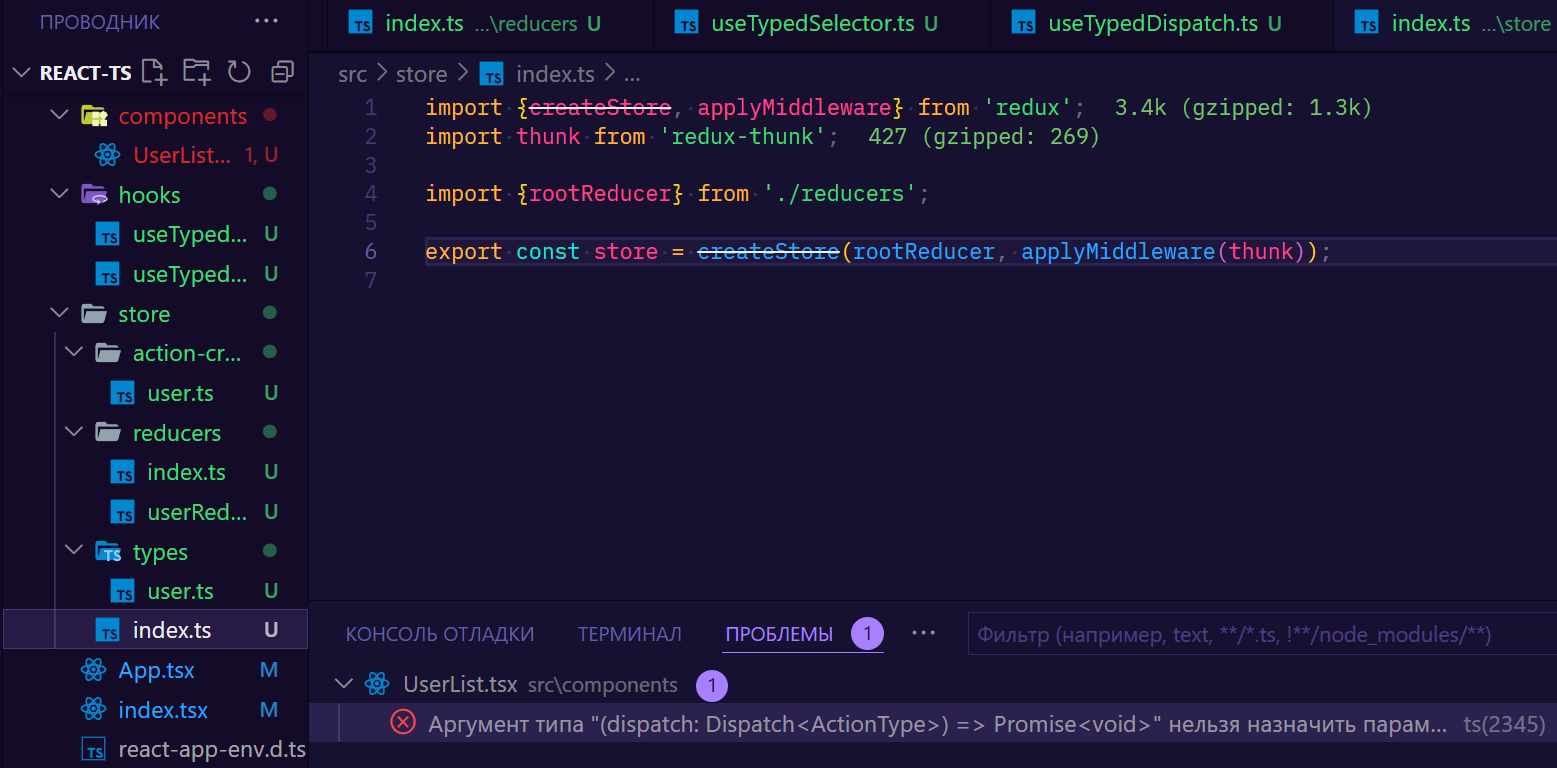 ПРОВОДНИК ...
REACT-TS
components
UserList... 1, U
hooks
useTyped... U
useTyped... U
store
action-cr...
user.ts U
reducers
index.ts U
userRed... U
types
user.ts U
index.ts U
App.tsx M
index.tsx M
react-app-env.d.ts
index.ts ...\reducers U
useTypedSelector.ts U
useTypedDispatch.ts U
index.ts ...\store
src > store > index.ts > ...
1 import {createStore, applyMiddleware} from 'redux'; 3.4k (gzipped: 1.3k)
2 import thunk from 'redux-thunk'; 427 (gzipped: 269)
3
4 import {rootReducer} from './reducers';
5
6 export const store = createStore(rootReducer, applyMiddleware(thunk));
7
КОНСОЛЬ ОТЛАДКИ ТЕРМИНАЛ ПРОБЛЕМЫ 1 ... Фильтр (например, text, **/*.ts, !**/node_modules/**)
UserList.tsx src\components 1
Аргумент типа "(dispatch: Dispatch<ActionType>) => Promise<void>" нельзя назначить парам... ts(2345)